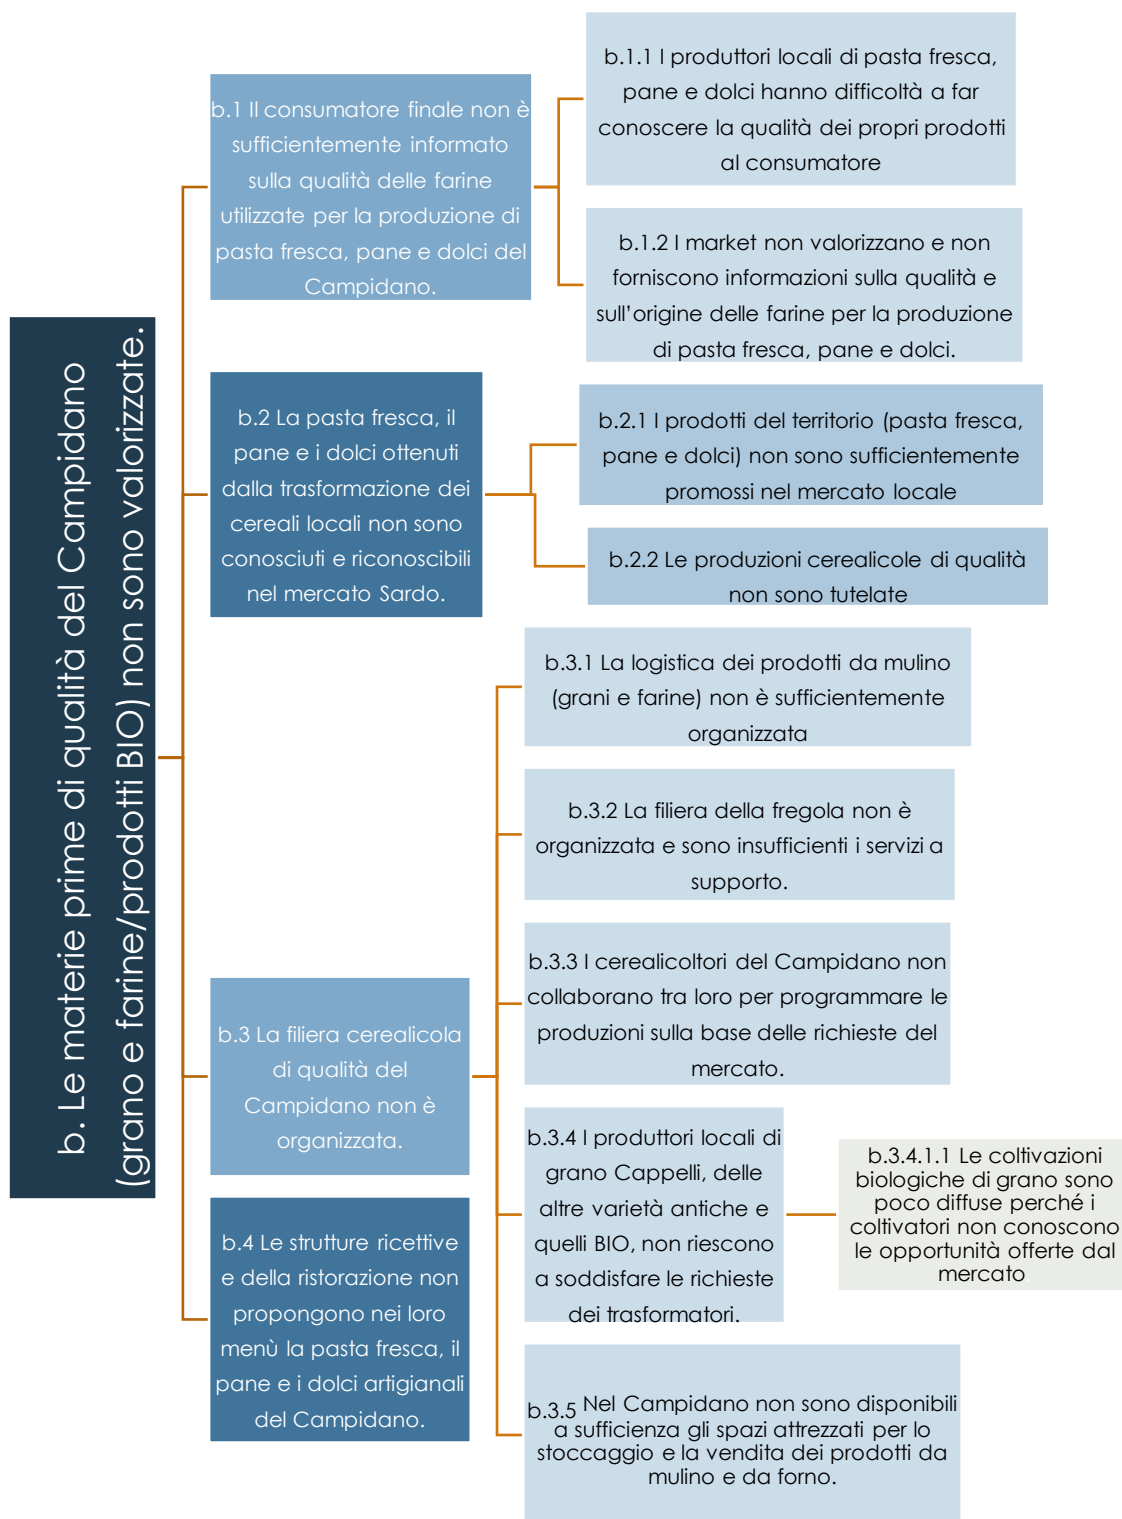 b. Le materie prime di qualità del Campidano
(grano e farine/prodotti BIO) non sono valorizzate.
b.1 Il consumatore finale non è
sufficientemente informato
sulla qualità delle farine
utilizzate per la produzione di
pasta fresca, pane e dolci del
Campidano.
b.1.1 I produttori locali di pasta fresca,
pane e dolci hanno difficoltà a far
conoscere la qualità dei propri prodotti
al consumatore
b.1.2 I market non valorizzano e non
forniscono informazioni sulla qualità e
sull'origine delle farine per la produzione
di pasta fresca, pane e dolci.
b.2 La pasta fresca, il
pane e i dolci ottenuti
dalla trasformazione dei
cereali locali non sono
conosciuti e riconoscibili
nel mercato Sardo.
b.2.1 I prodotti del territorio (pasta fresca,
pane e dolci) non sono sufficientemente
promossi nel mercato locale
b.2.2 Le produzioni cerealicole di qualità
non sono tutelate
b.3 La filiera cerealicola
di qualità del
Campidano non è
organizzata.
b.3.1 La logistica dei prodotti da mulino
(grani e farine) non è sufficientemente
organizzata
b.3.2 La filiera della fregola non è
organizzata e sono insufficienti i servizi a
supporto.
b.3.3 I cerealicoltori del Campidano non
collaborano tra loro per programmare le
produzioni sulla base delle richieste del
mercato.
b.3.4 I produttori locali di
grano Cappelli, delle
altre varietà antiche e
quelli BIO, non riescono
a soddisfare le richieste
dei trasformatori.
b.3.4.1.1 Le coltivazioni
biologiche di grano sono
poco diffuse perché i
coltivatori non conoscono
le opportunità offerte dal
mercato
b.3.5 Nel Campidano non sono disponibili
a sufficienza gli spazi attrezzati per lo
stoccaggio e la vendita dei prodotti da
mulino e da forno.
b.4 Le strutture ricettive
e della ristorazione non
propongono nei loro
menù la pasta fresca, il
pane e i dolci artigianali
del Campidano.